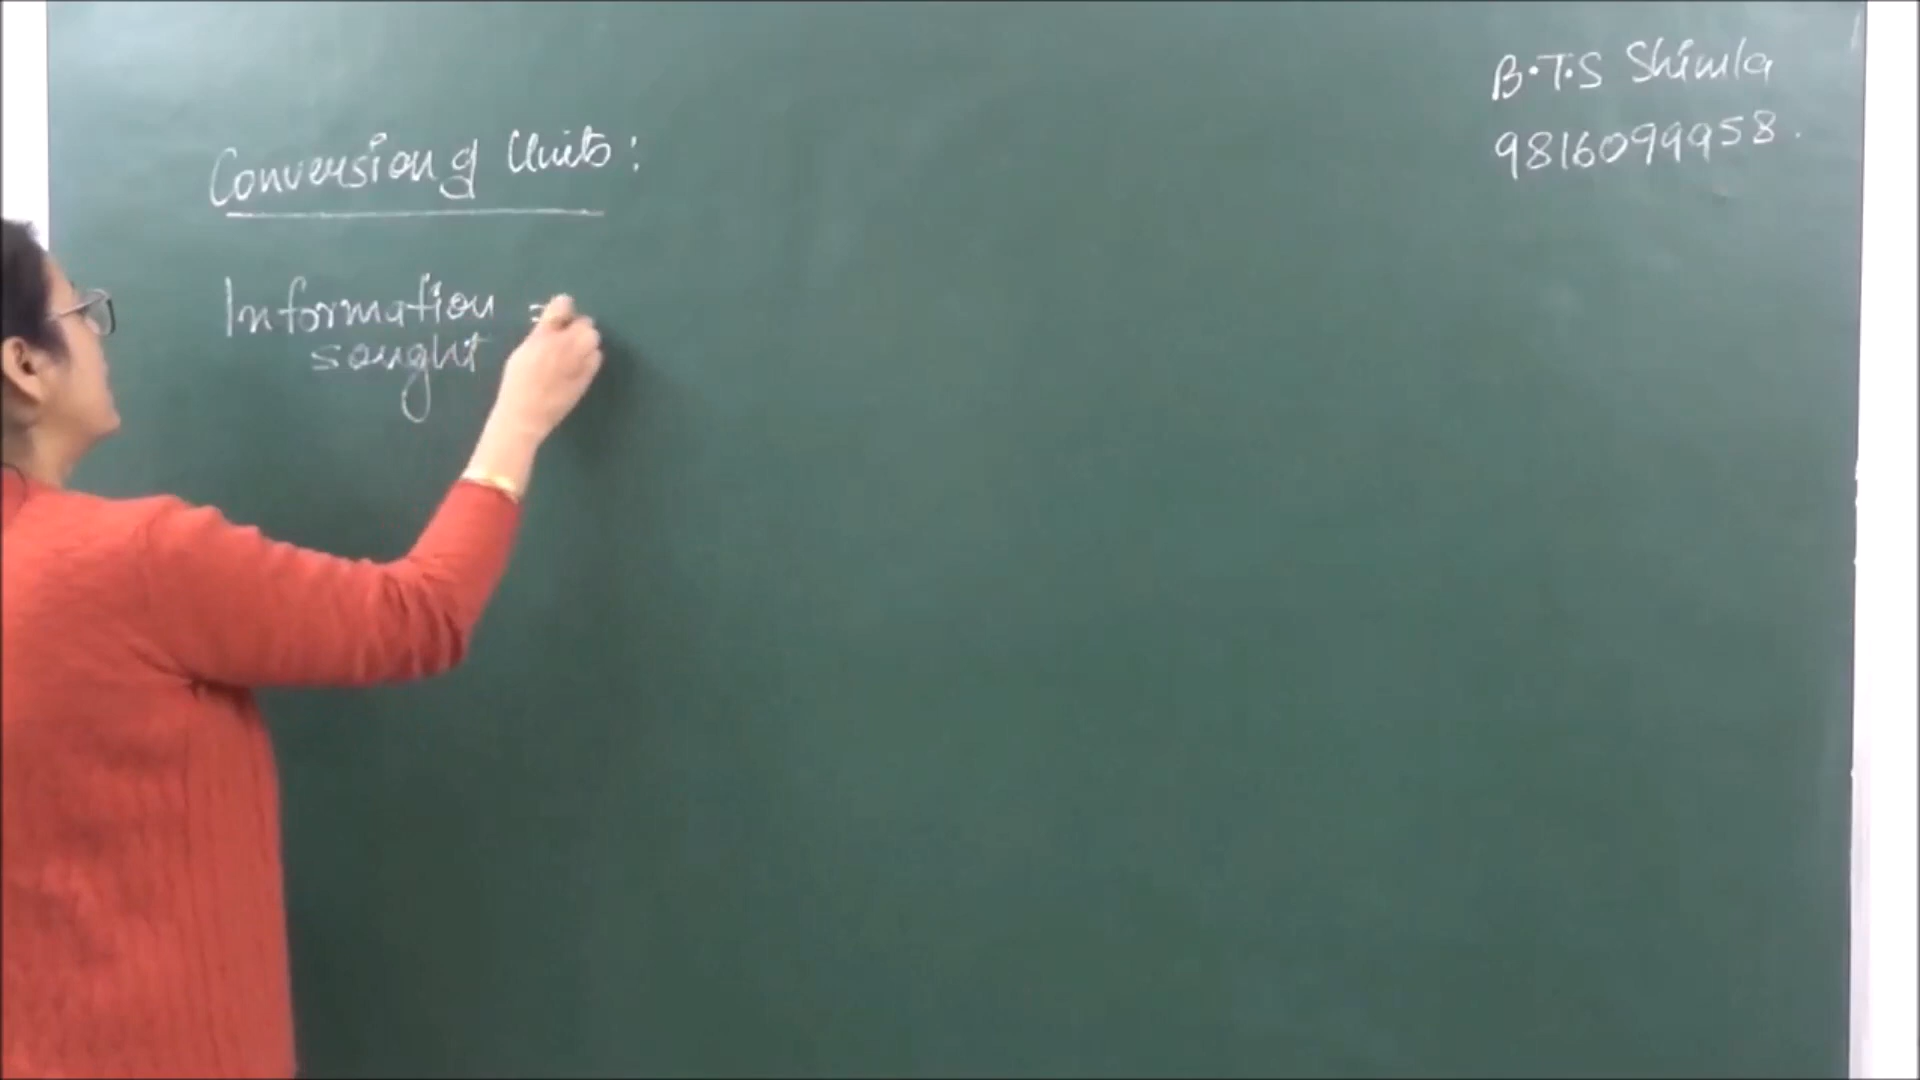 Conversion of Units:
Information =
sought
B.T.S Shimla
9816099958.